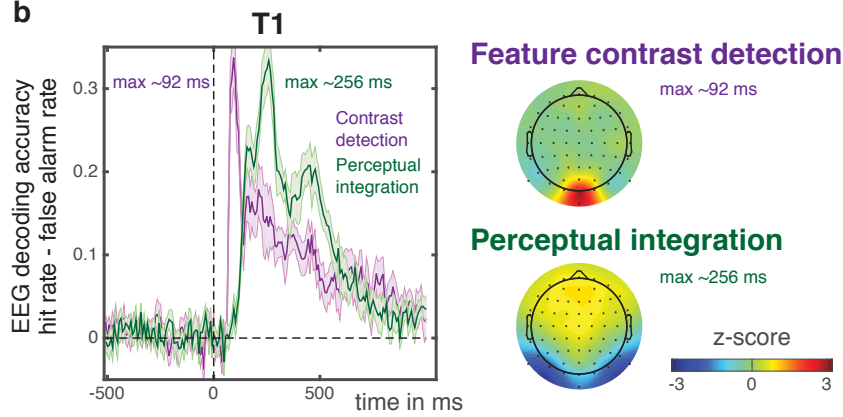 b
T1
EEG decoding accuracy
hit rate - false alarm rate
0.3
0.2
0.1
0
max ~92 ms
max ~256 ms
Contrast
detection
Perceptual
integration
-500
0
500
time in ms
Feature contrast detection
max ~92 ms
Perceptual integration
max ~256 ms
z-score
-3
0
3